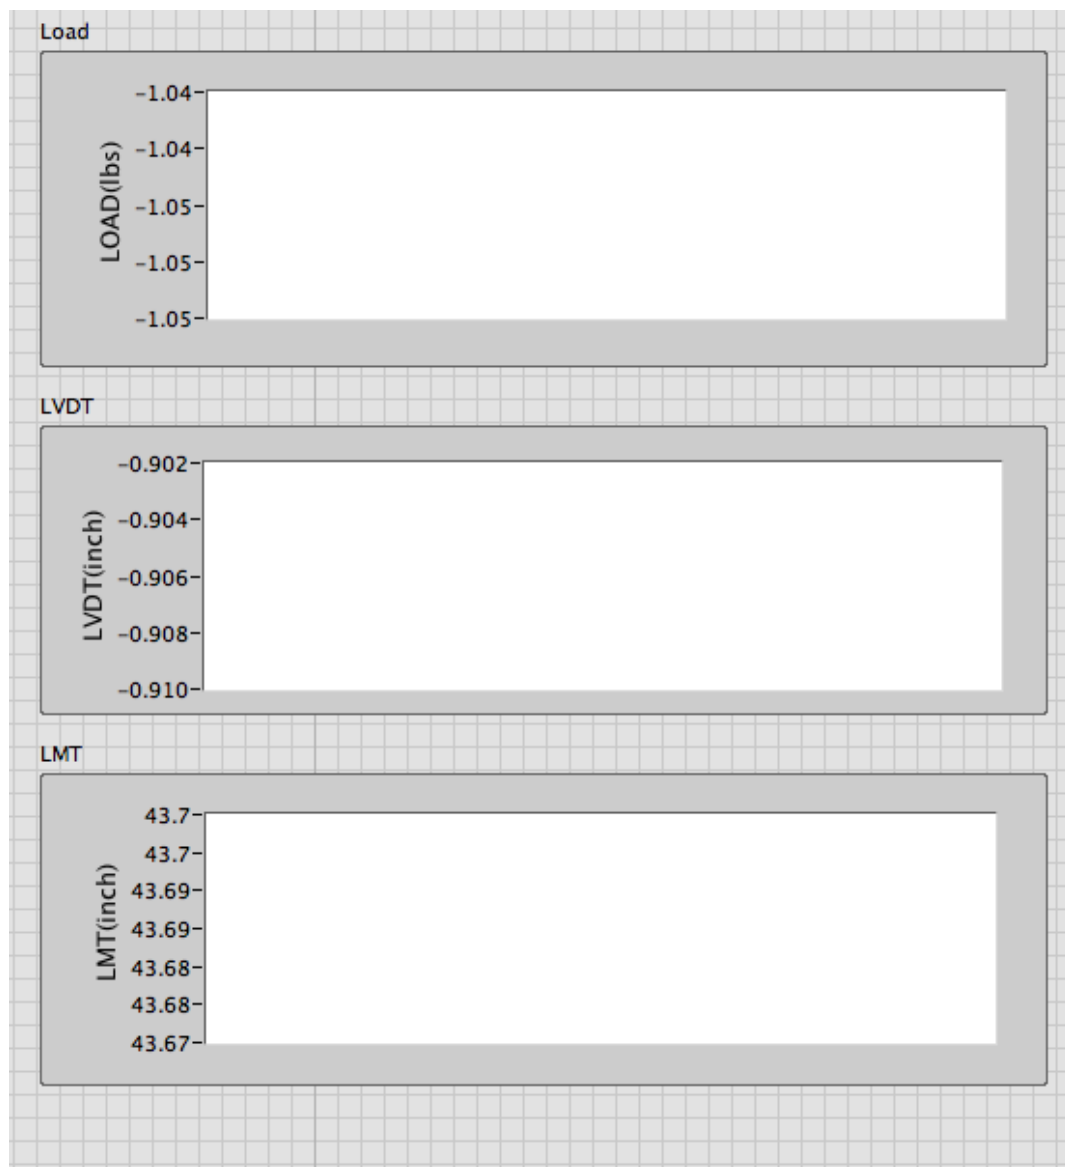 Load
LOAD(lbs)
-1.04
-1.04
-1.05
-1.05
-1.05
LVDT
LVDT(inch)
-0.902
-0.904
-0.906
-0.908
-0.910
LMT
LMT(inch)
43.7
43.7
43.69
43.69
43.68
43.68
43.67